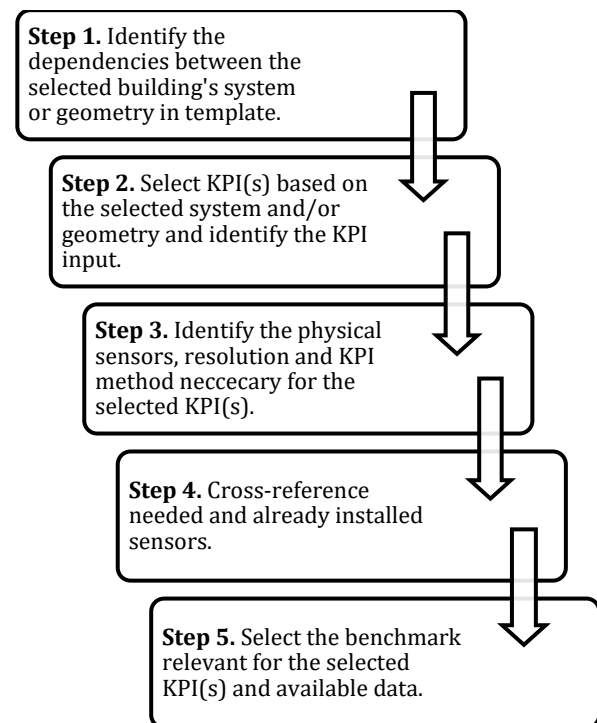 Step 1. Identify the
dependencies between the
selected building's system
or geometry in template.
Step 2. Select KPI(s) based on
the selected system and/or
geometry and identify the KPI
input.
Step 3. Identify the physical
sensors, resolution and KPI
method neccecary for the
selected KPI(s).
Step 4. Cross-reference
needed and already installed
sensors.
Step 5. Select the benchmark
relevant for the selected
KPI(s) and available data.